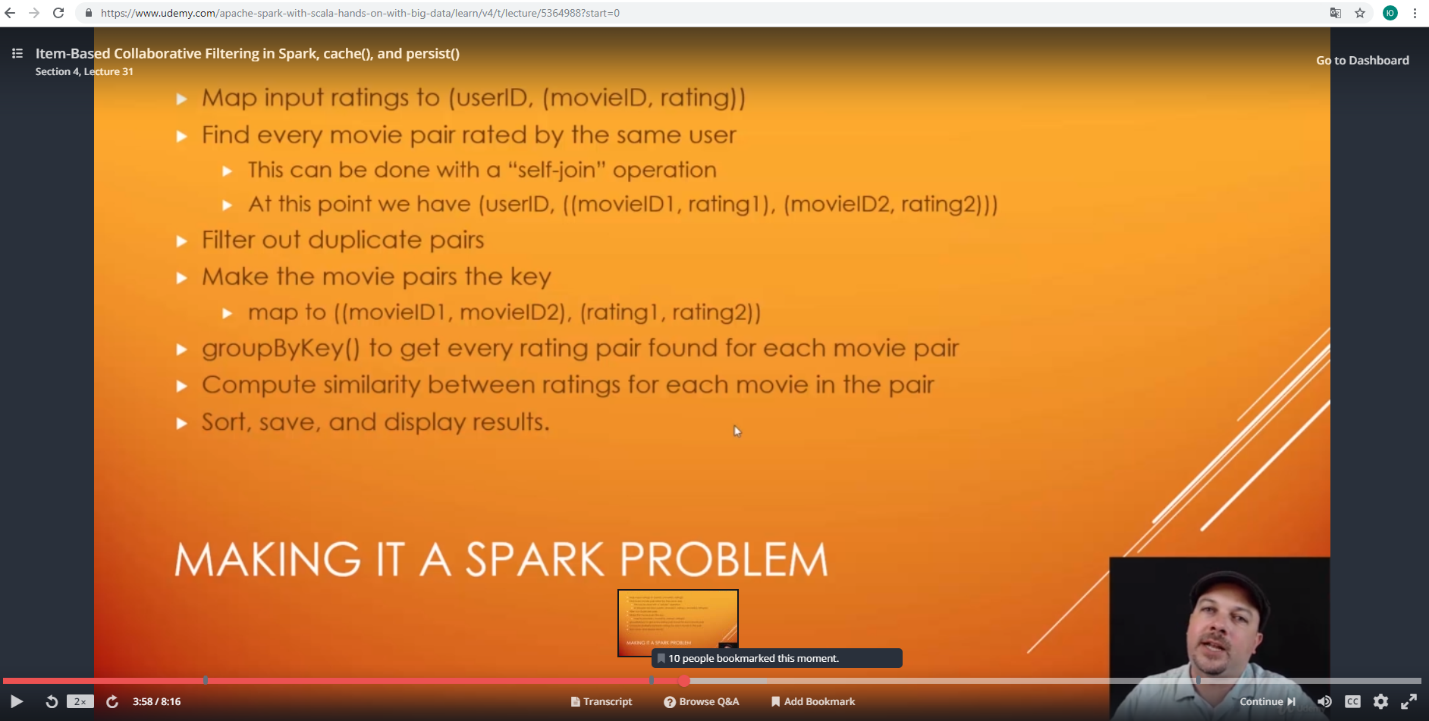 https://www.udemy.com/apache-spark-with-scala-hands-on-with-big-data/learn/v4/t/lecture/5364988?start=0
Ю
Item-Based Collaborative Filtering in Spark, cache(), and persist()
Section 4, Lecture 31
Go to Dashboard
Map input ratings to (userID, (movieID, rating))
Find every movie pair rated by the same user
This can be done with a “self-join” operation
At this point we have (userID, ((movieID1, rating1), (movieID2, rating2)))
Filter out duplicate pairs
Make the movie pairs the key
map to ((movieID1, movieID2), (rating1, rating2))
groupByKey() to get every rating pair found for each movie pair
Compute similarity between ratings for each movie in the pair
Sort, save, and display results.
MAKING IT A SPARK PROBLEM
MAKING IT A SPARK PROBLEM
10 people bookmarked this moment.
2x
3:58 / 8:16
Transcript
Browse Q&A
Add Bookmark
Continue
CC